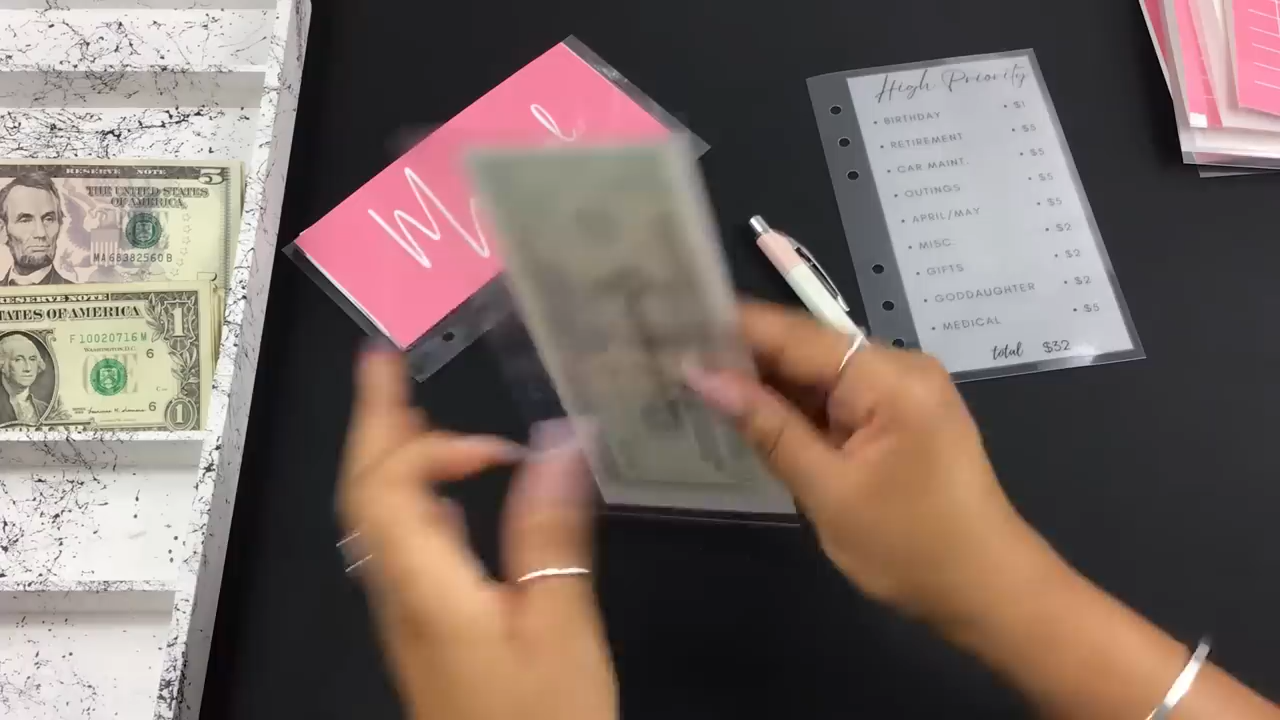 RESERVE NOTE
5
THE UNITED STATES
OF AMERICA
MA 68382560 B
RESERVE NOTE
STATES OF AMERICA
1
F 10020716 M
WASHINGTON, D.C.
6
6
1
High Priority
• BIRTHDAY • $1
• RETIREMENT • $5
• CAR MAINT. • $5
• OUTINGS • $5
• APRIL/MAY • $5
• MISC. • $2
• GIFTS • $2
• GODDAUGHTER • $2
• MEDICAL • $5
total $32